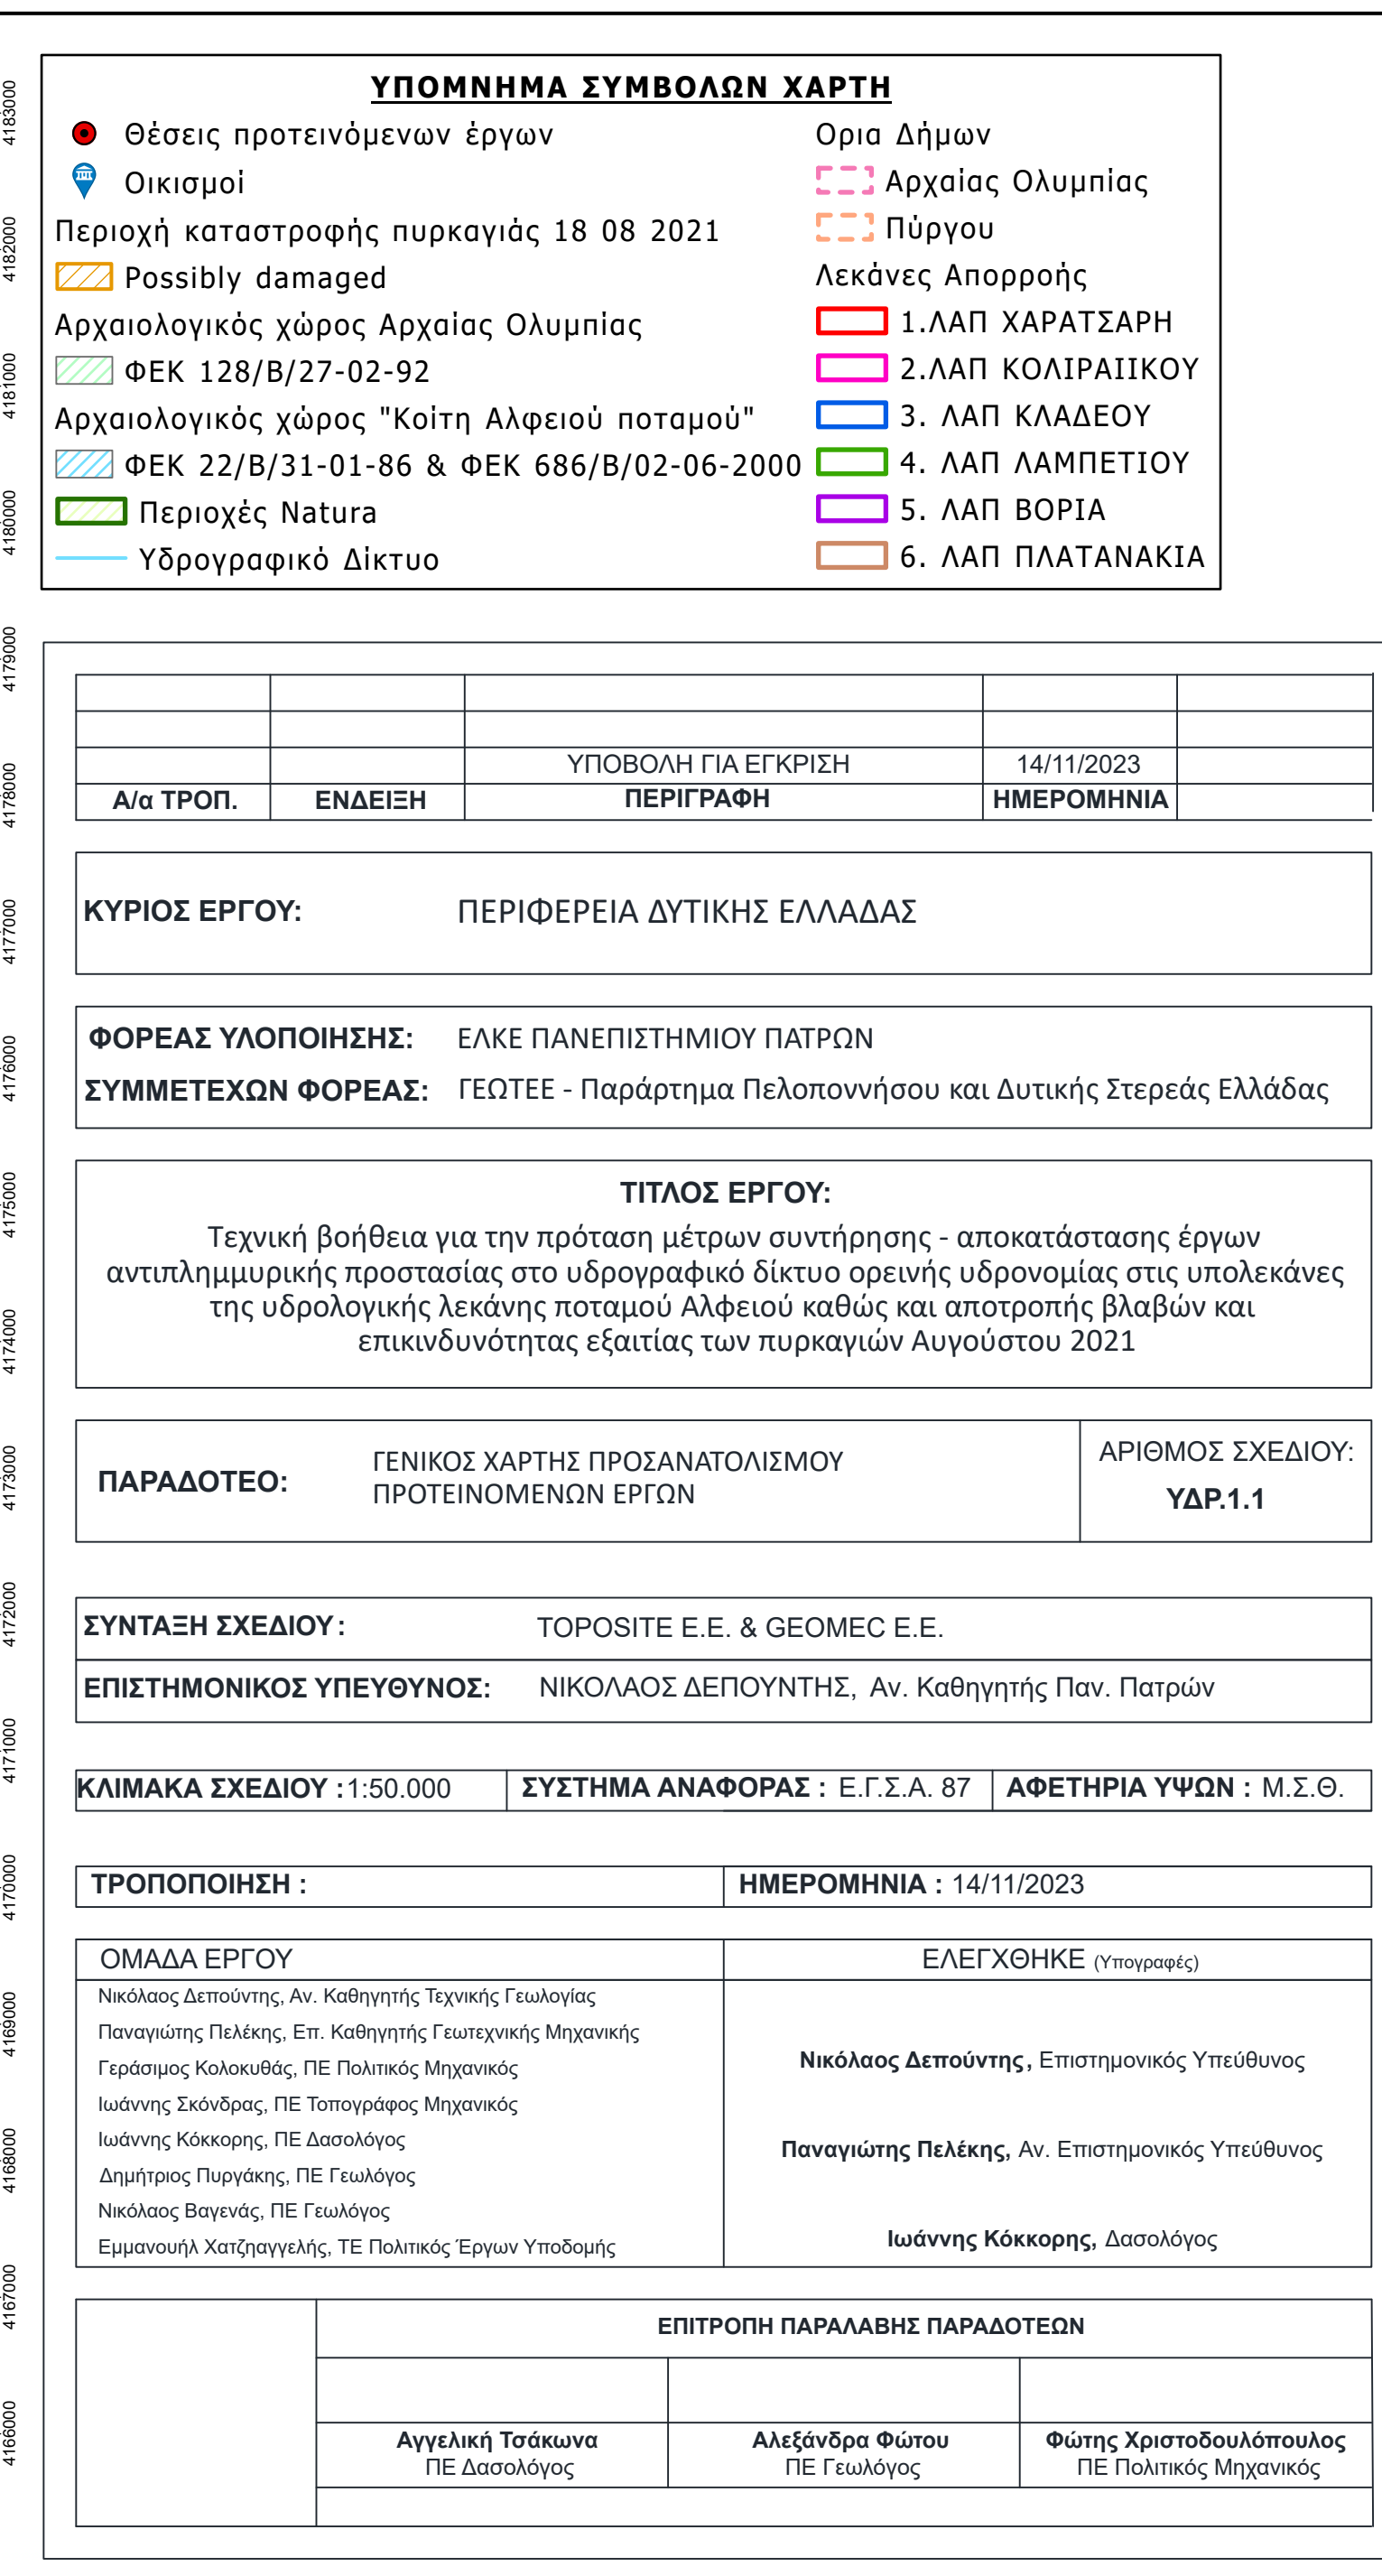 ΥΠΟΜΝΗΜΑ ΣΥΜΒΟΛΩΝ ΧΑΡΤΗ
Θέσεις προτεινόμενων έργων
Οικισμοί
Περιοχή καταστροφής πυρκαγιάς 18 08 2021
Possibly damaged
Αρχαιολογικός χώρος Αρχαίας Ολυμπίας
ΦΕΚ 128/Β/27-02-92
Αρχαιολογικός χώρος "Κοίτη Αλφειού ποταμού"
ΦΕΚ 22/Β/31-01-86 & ΦΕΚ 686/Β/02-06-2000
Περιοχές Natura
Υδρογραφικό Δίκτυο
Ορια Δήμων
Αρχαίας Ολυμπίας
Πύργου
Λεκάνες Απορροής
1.ΛΑΠ ΧΑΡΑΤΣΑΡΗ
2.ΛΑΠ ΚΟΛΙΡΑΙΙΚΟΥ
3. ΛΑΠ ΚΛΑΔΕΟΥ
4. ΛΑΠ ΛΑΜΠΕΤΙΟΥ
5. ΛΑΠ ΒΟΡΙΑ
6. ΛΑΠ ΠΛΑΤΑΝΑΚΙΑ
4183000
4182000
4181000
4180000
4179000
4178000
4177000
4176000
4175000
4174000
4173000
4172000
4171000
4170000
4169000
4168000
4167000
4166000
ΥΠΟΒΟΛΗ ΓΙΑ ΕΓΚΡΙΣΗ 14/11/2023
Α/α ΤΡΟΠ. ΕΝΔΕΙΞΗ ΠΕΡΙΓΡΑΦΗ ΗΜΕΡΟΜΗΝΙΑ
ΚΥΡΙΟΣ ΕΡΓΟΥ: ΠΕΡΙΦΕΡΕΙΑ ΔΥΤΙΚΗΣ ΕΛΛΑΔΑΣ
ΦΟΡΕΑΣ ΥΛΟΠΟΙΗΣΗΣ: ΕΛΚΕ ΠΑΝΕΠΙΣΤΗΜΙΟΥ ΠΑΤΡΩΝ
ΣΥΜΜΕΤΕΧΩΝ ΦΟΡΕΑΣ: ΓΕΩΤΕΕ - Παράρτημα Πελοποννήσου και Δυτικής Στερεάς Ελλάδας
ΤΙΤΛΟΣ ΕΡΓΟΥ:
Τεχνική βοήθεια για την πρόταση μέτρων συντήρησης - αποκατάστασης έργων
αντιπλημμυρικής προστασίας στο υδρογραφικό δίκτυο ορεινής υδρονομίας στις υπολεκάνες
της υδρολογικής λεκάνης ποταμού Αλφειού καθώς και αποτροπής βλαβών και
επικινδυνότητας εξαιτίας των πυρκαγιών Αυγούστου 2021
ΠΑΡΑΔΟΤΕΟ:
ΓΕΝΙΚΟΣ ΧΑΡΤΗΣ ΠΡΟΣΑΝΑΤΟΛΙΣΜΟΥ
ΠΡΟΤΕΙΝΟΜΕΝΩΝ ΕΡΓΩΝ
ΑΡΙΘΜΟΣ ΣΧΕΔΙΟΥ:
ΥΔΡ.1.1
ΣΥΝΤΑΞΗ ΣΧΕΔΙΟΥ: TOPOSITE E.E. & GEOMEC E.E.
ΕΠΙΣΤΗΜΟΝΙΚΟΣ ΥΠΕΥΘΥΝΟΣ: ΝΙΚΟΛΑΟΣ ΔΕΠΟΥΝΤΗΣ, Αν. Καθηγητής Παν. Πατρών
ΚΛΙΜΑΚΑ ΣΧΕΔΙΟΥ :1:50.000 ΣΥΣΤΗΜΑ ΑΝΑΦΟΡΑΣ : Ε.Γ.Σ.Α. 87 ΑΦΕΤΗΡΙΑ ΥΨΩΝ : Μ.Σ.Θ.
ΤΡΟΠΟΠΟΙΗΣΗ : ΗΜΕΡΟΜΗΝΙΑ : 14/11/2023
ΟΜΑΔΑ ΕΡΓΟΥ
Νικόλαος Δεπούντης, Αν. Καθηγητής Τεχνικής Γεωλογίας
Παναγιώτης Πελέκης, Επ. Καθηγητής Γεωτεχνικής Μηχανικής
Γεράσιμος Κολοκυθάς, ΠΕ Πολιτικός Μηχανικός
Ιωάννης Σκόνδρας, ΠΕ Τοπογράφος Μηχανικός
Ιωάννης Κόκκορης, ΠΕ Δασολόγος
Δημήτριος Πυργάκης, ΠΕ Γεωλόγος
Νικόλαος Βαγενάς, ΠΕ Γεωλόγος
Εμμανουήλ Χατζηαγγελής, ΤΕ Πολιτικός Έργων Υποδομής
ΕΛΕΓΧΘΗΚΕ (Υπογραφές)
Νικόλαος Δεπούντης, Επιστημονικός Υπεύθυνος
Παναγιώτης Πελέκης, Αν. Επιστημονικός Υπεύθυνος
Ιωάννης Κόκκορης, Δασολόγος
ΕΠΙΤΡΟΠΗ ΠΑΡΑΛΑΒΗΣ ΠΑΡΑΔΟΤΕΩΝ
Αγγελική Τσάκωνα Αλεξάνδρα Φώτου Φώτης Χριστοδουλόπουλος
ΠΕ Δασολόγος ΠΕ Γεωλόγος ΠΕ Πολιτικός Μηχανικός